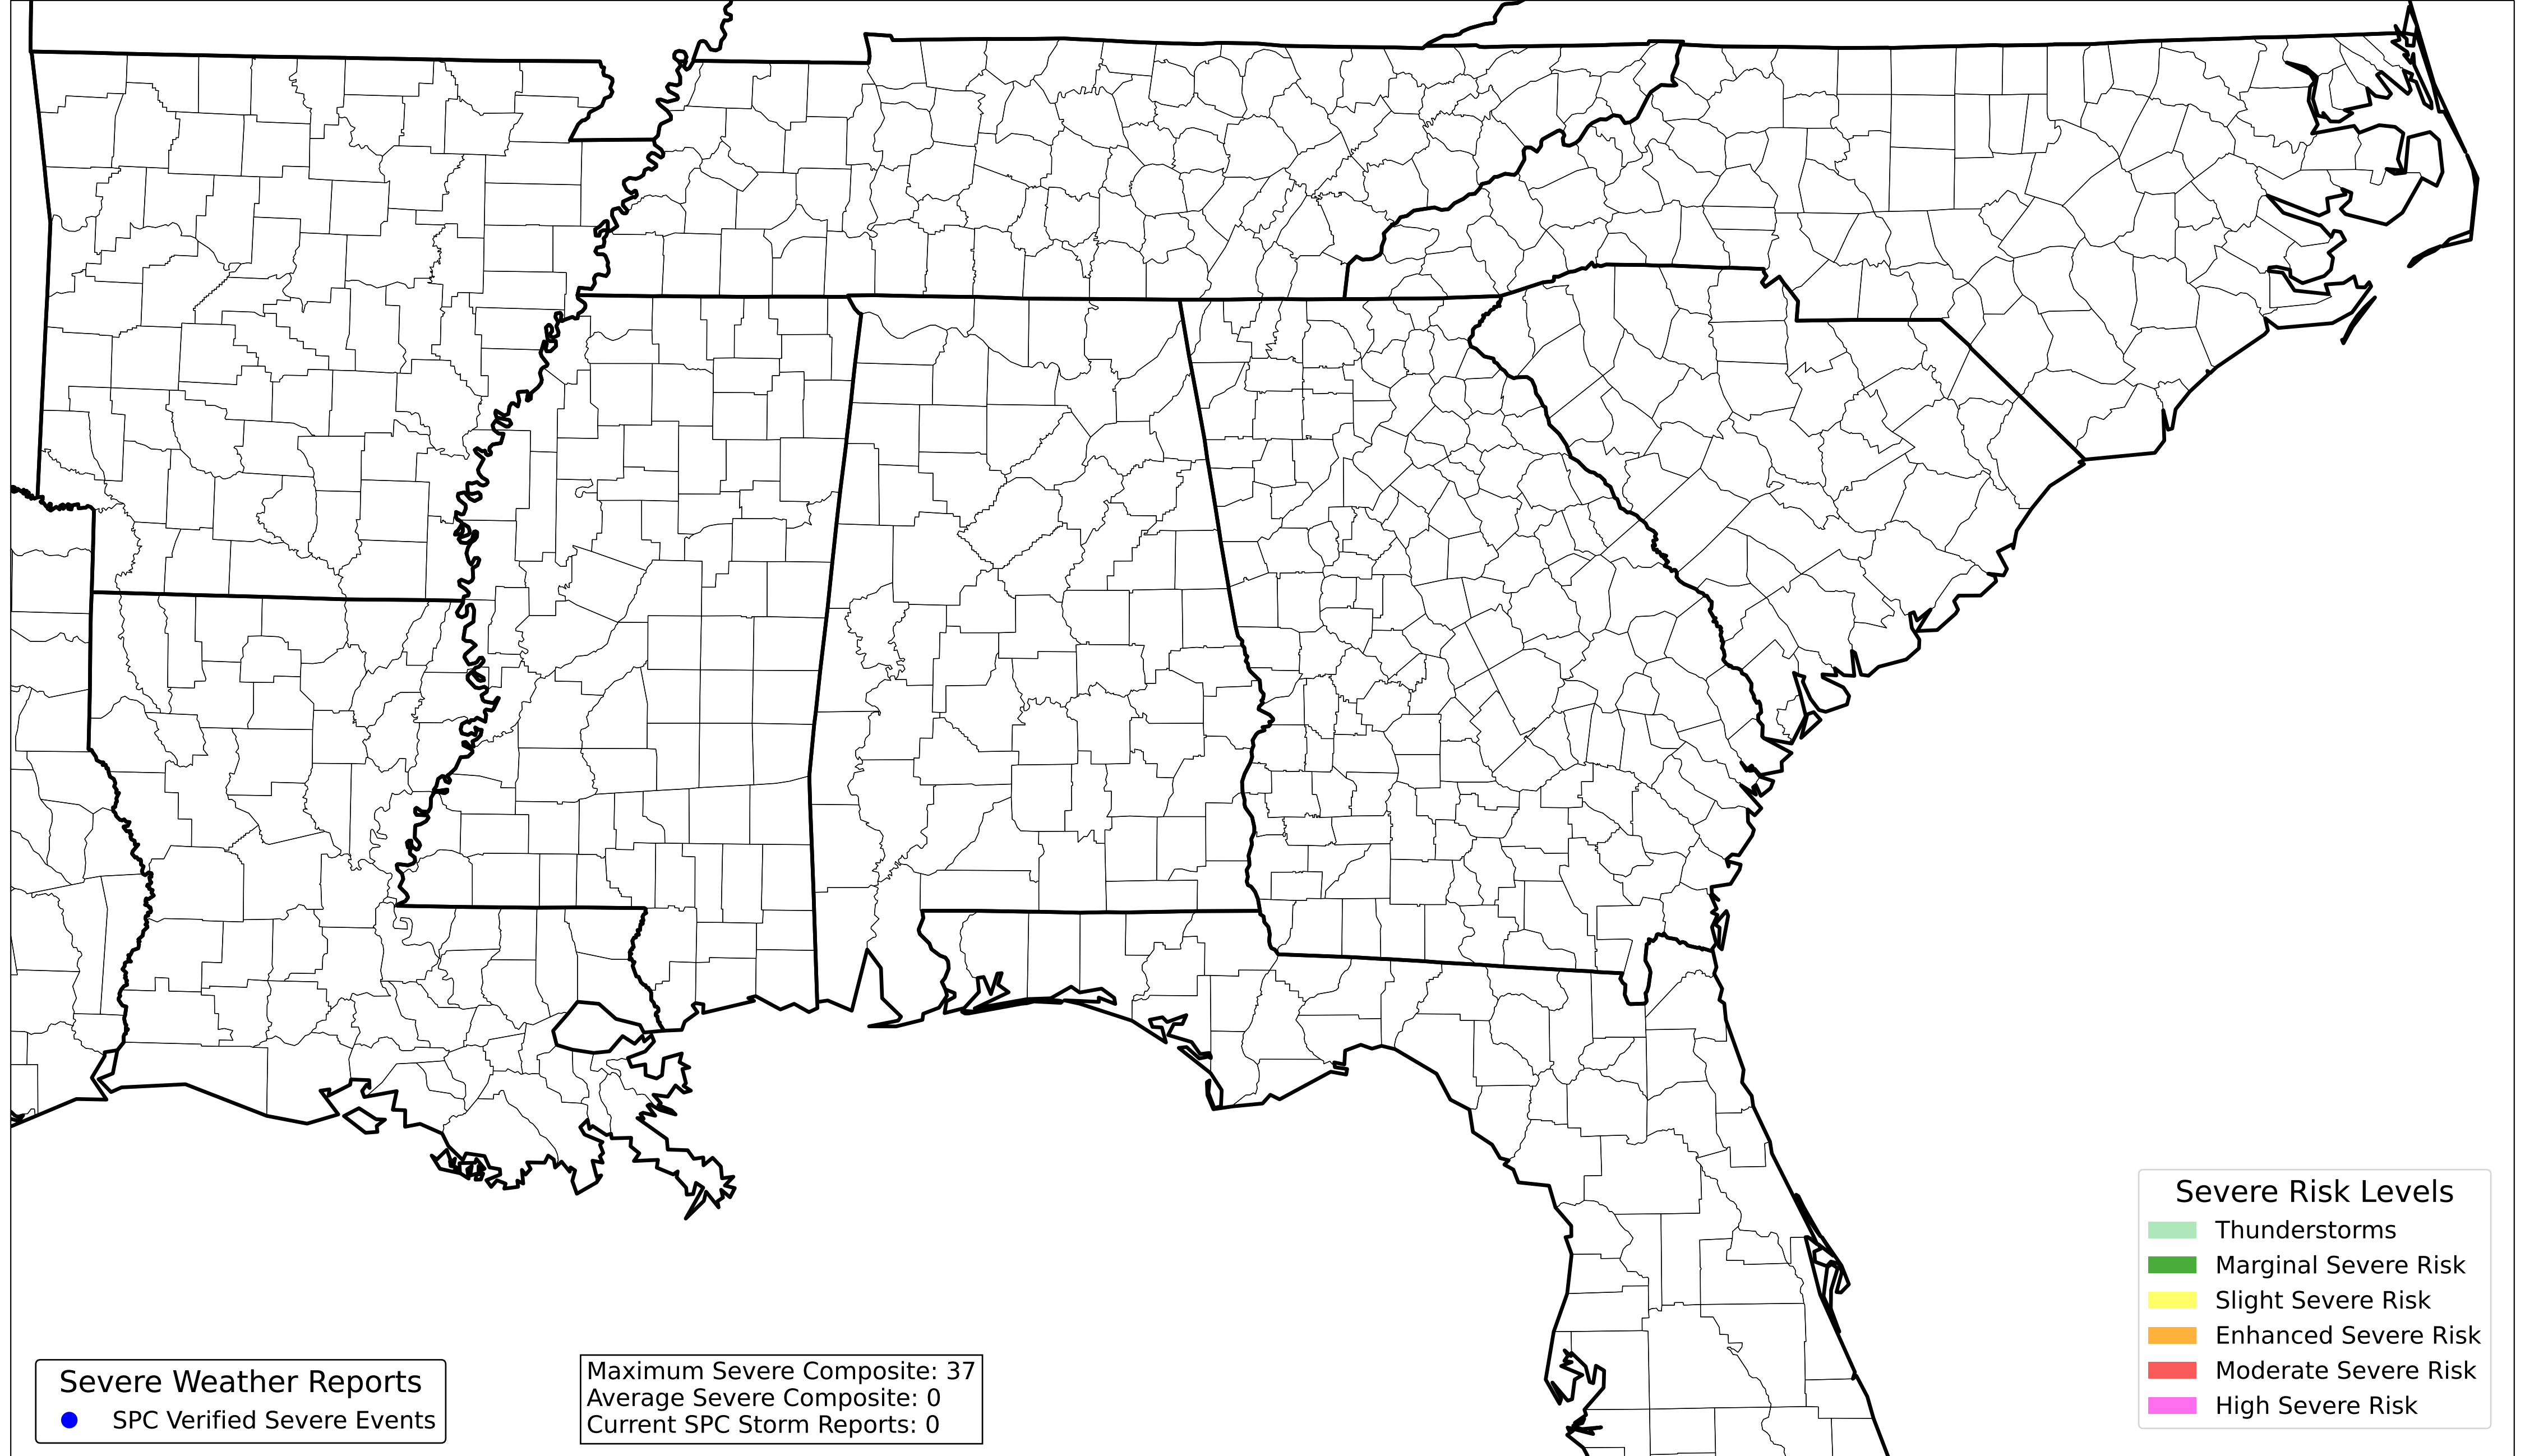 Severe Weather Reports
SPC Verified Severe Events
Maximum Severe Composite: 37
Average Severe Composite: 0
Current SPC Storm Reports: 0
Severe Risk Levels
Thunderstorms
Marginal Severe Risk
Slight Severe Risk
Enhanced Severe Risk
Moderate Severe Risk
High Severe Risk